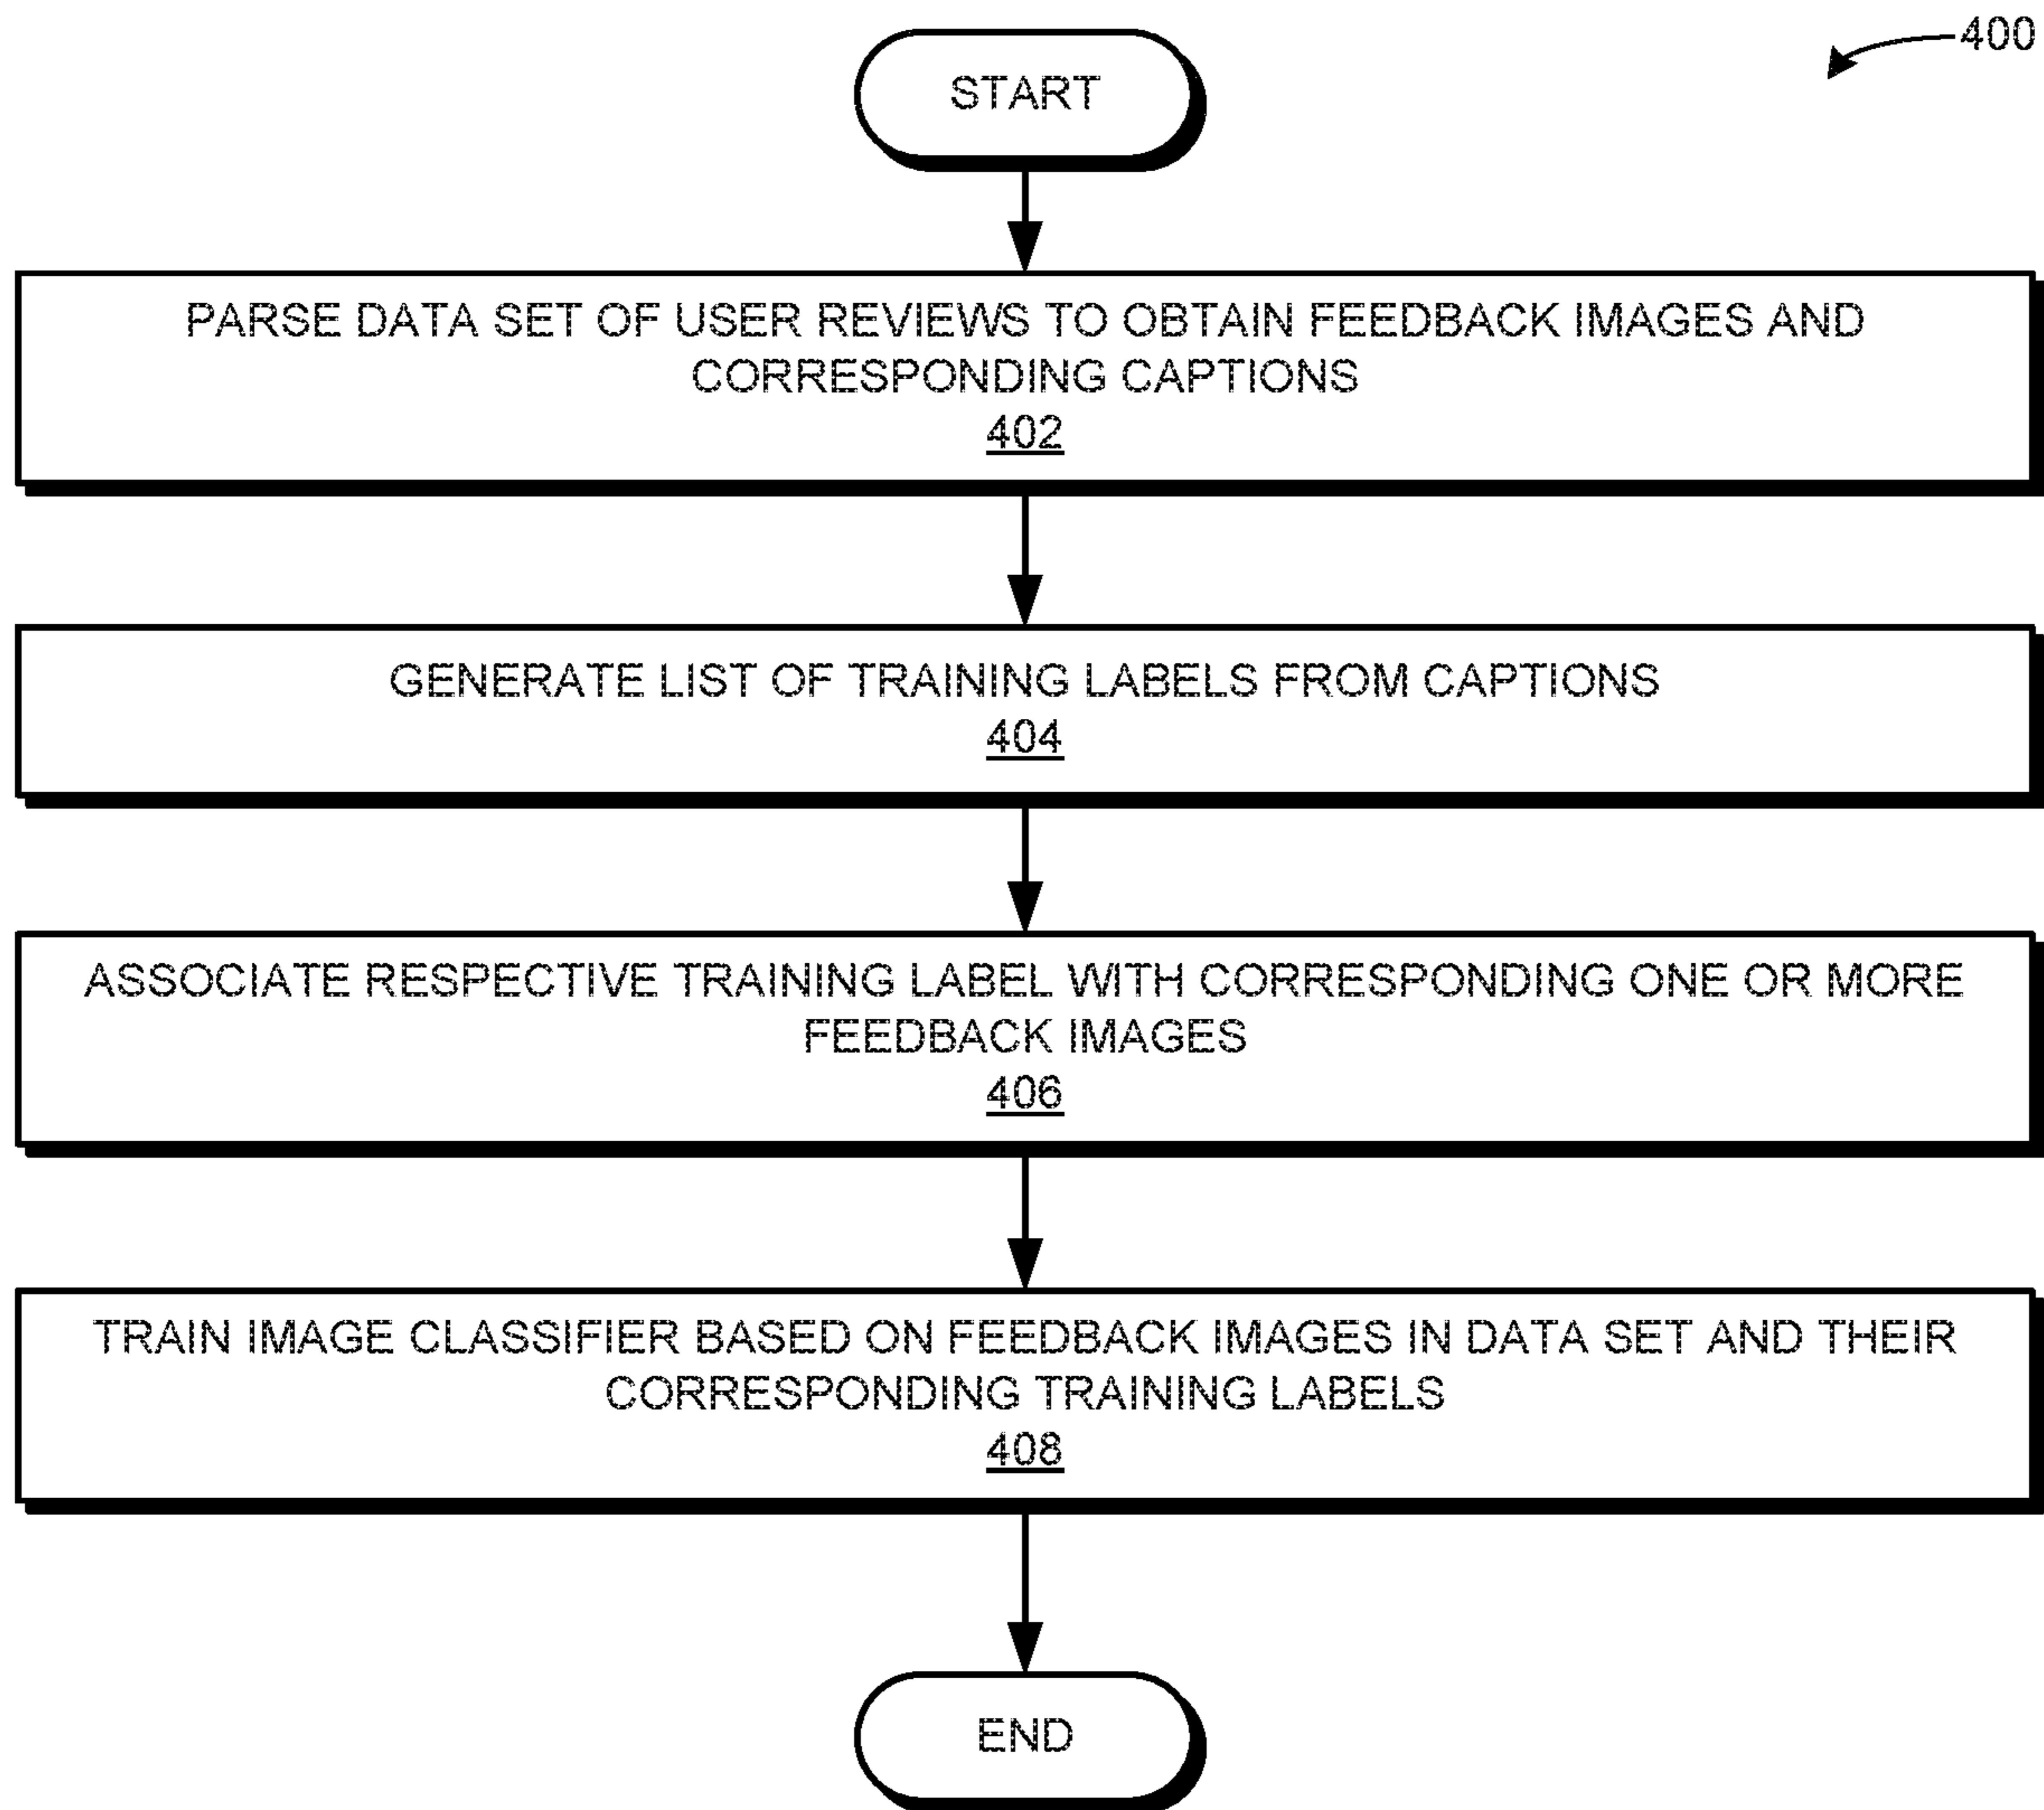 400
START
PARSE DATA SET OF USER REVIEWS TO OBTAIN FEEDBACK IMAGES AND
CORRESPONDING CAPTIONS
402
GENERATE LIST OF TRAINING LABELS FROM CAPTIONS
404
ASSOCIATE RESPECTIVE TRAINING LABEL WITH CORRESPONDING ONE OR MORE
FEEDBACK IMAGES
406
TRAIN IMAGE CLASSIFIER BASED ON FEEDBACK IMAGES IN DATA SET AND THEIR
CORRESPONDING TRAINING LABELS
408
END